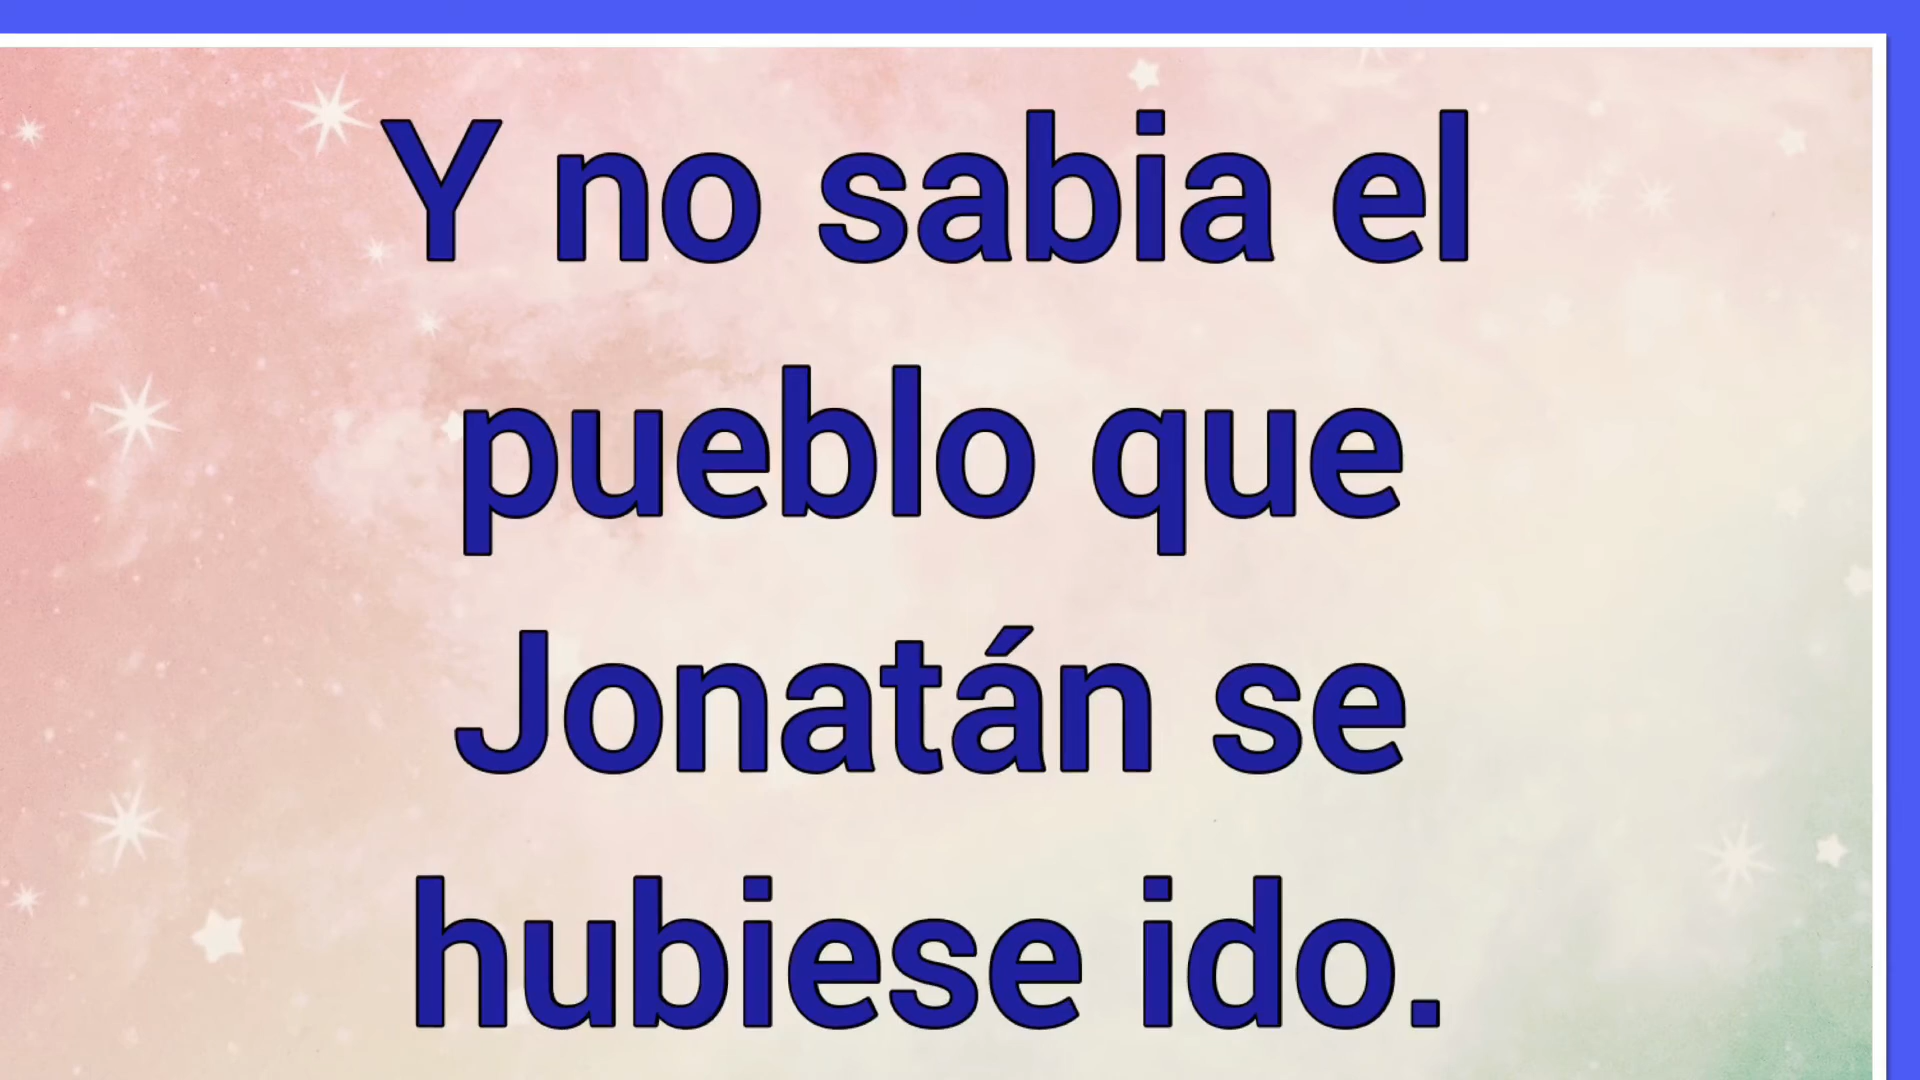 Y no sabia el
pueblo que
Jonatán se
hubiese ido.